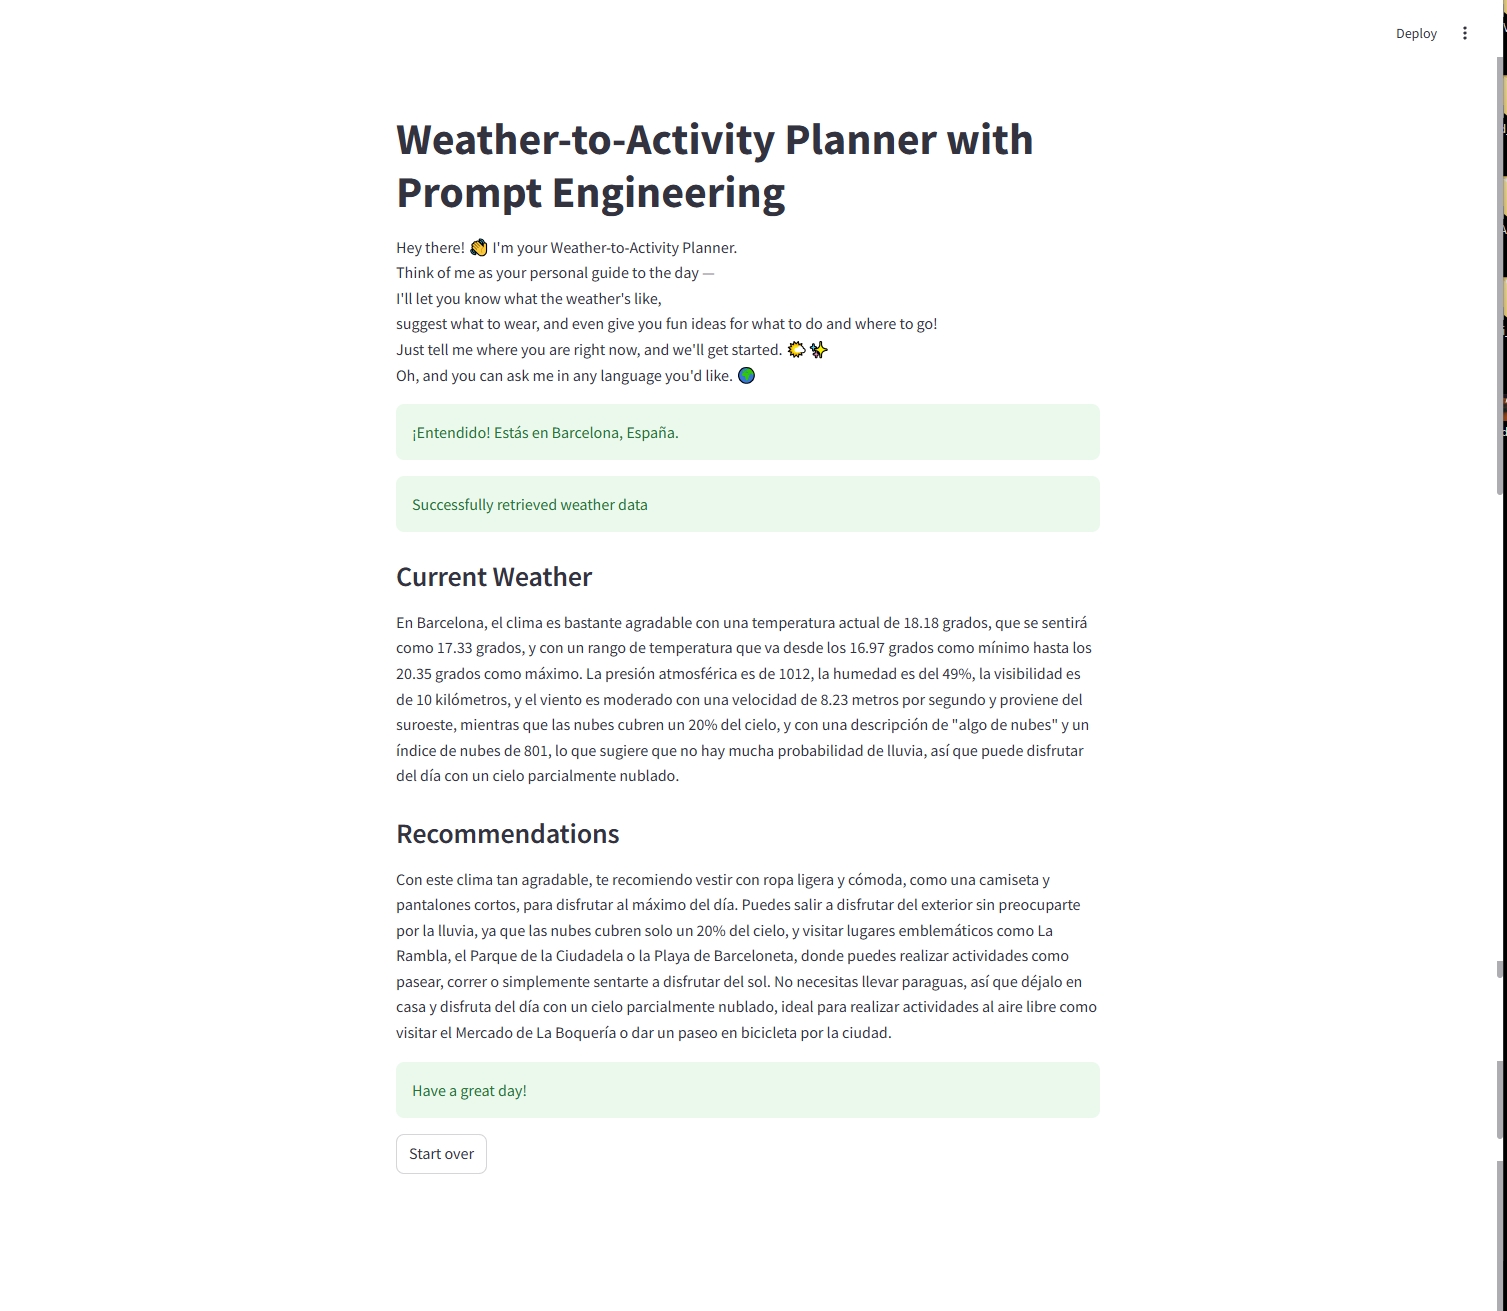 Deploy
Weather-to-Activity Planner with
Prompt Engineering
Hey there! 👋 I'm your Weather-to-Activity Planner.
Think of me as your personal guide to the day —
I'll let you know what the weather's like,
suggest what to wear, and even give you fun ideas for what to do and where to go!
Just tell me where you are right now, and we'll get started. 🌤️✨
Oh, and you can ask me in any language you'd like. 🌍
¡Entendido! Estás en Barcelona, España.
Successfully retrieved weather data
Current Weather
En Barcelona, el clima es bastante agradable con una temperatura actual de 18.18 grados, que se sentirá
como 17.33 grados, y con un rango de temperatura que va desde los 16.97 grados como mínimo hasta los
20.35 grados como máximo. La presión atmosférica es de 1012, la humedad es del 49%, la visibilidad es
de 10 kilómetros, y el viento es moderado con una velocidad de 8.23 metros por segundo y proviene del
suroeste, mientras que las nubes cubren un 20% del cielo, y con una descripción de "algo de nubes" y un
índice de nubes de 801, lo que sugiere que no hay mucha probabilidad de lluvia, así que puede disfrutar
del día con un cielo parcialmente nublado.
Recommendations
Con este clima tan agradable, te recomiendo vestir con ropa ligera y cómoda, como una camiseta y
pantalones cortos, para disfrutar al máximo del día. Puedes salir a disfrutar del exterior sin preocuparte
por la lluvia, ya que las nubes cubren solo un 20% del cielo, y visitar lugares emblemáticos como La
Rambla, el Parque de la Ciudadela o la Playa de Barceloneta, donde puedes realizar actividades como
pasear, correr o simplemente sentarte a disfrutar del sol. No necesitas llevar paraguas, así que déjalo en
casa y disfruta del día con un cielo parcialmente nublado, ideal para realizar actividades al aire libre como
visitar el Mercado de La Boquería o dar un paseo en bicicleta por la ciudad.
Have a great day!
Start over